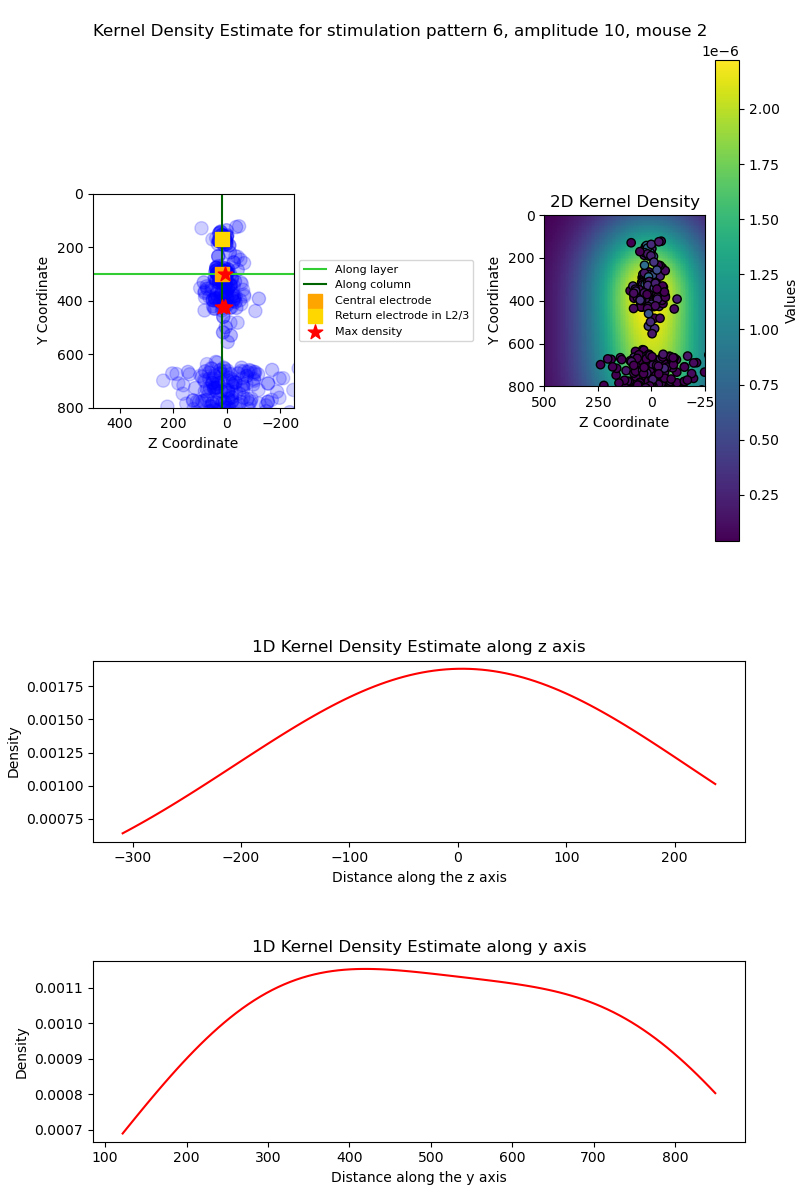 Kernel Density Estimate for stimulation pattern 6, amplitude 10, mouse 2
1e−6
0
200
400
600
800
Y Coordinate
400
200
0
−200
Z Coordinate
Along layer
Along column
Central electrode
Return electrode in L2/3
Max density
2D Kernel Density
0
200
400
600
800
Y Coordinate
500
250
0
−25
Z Coordinate
2.00
1.75
1.50
1.25
1.00
0.75
0.50
0.25
Values
1D Kernel Density Estimate along z axis
0.00175
0.00150
0.00125
0.00100
0.00075
Density
−300
−200
−100
0
100
200
Distance along the z axis
1D Kernel Density Estimate along y axis
0.0011
0.0010
0.0009
0.0008
0.0007
Density
100
200
300
400
500
600
700
800
Distance along the y axis